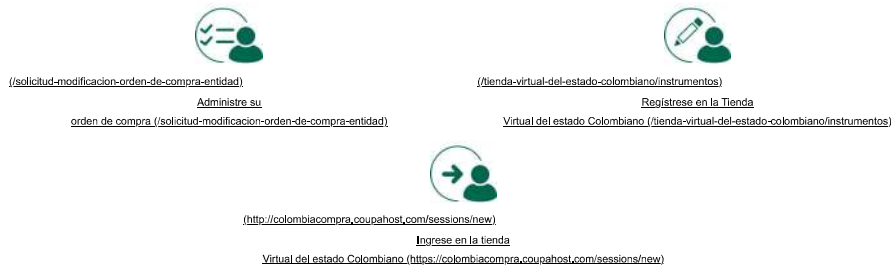 (/solicitud-modificacion-orden-de-compra-entidad)
Administre su
orden de compra (/solicitud-modificacion-orden-de-compra-entidad)
(/tienda-virtual-del-estado-colombiano/instrumentos)
Regístrese en la Tienda
Virtual del estado Colombiano (/tienda-virtual-del-estado-colombiano/instrumentos)
(http://colombiacompra.coupahost.com/sessions/new)
Ingrese en la tienda
Virtual del estado Colombiano (https://colombiacompra.coupahost.com/sessions/new)